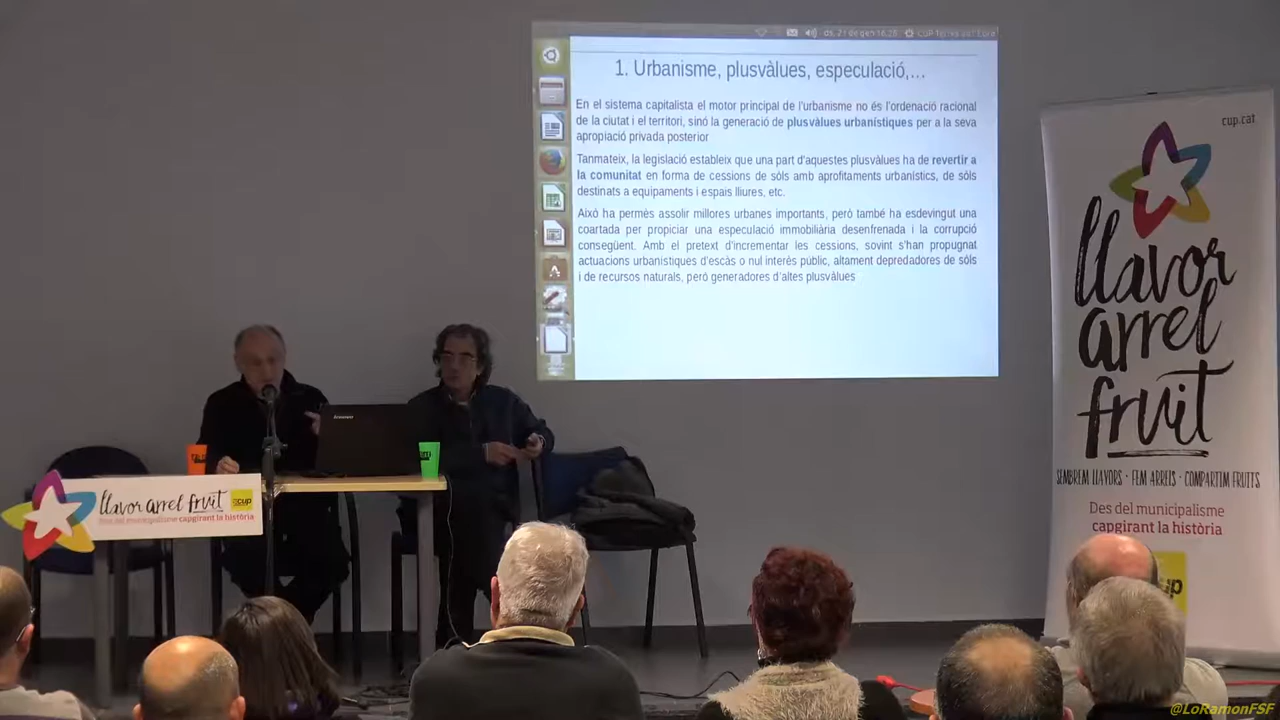 1. Urbanisme, plusvàlues, especulació,...
En el sistema capitalista el motor principal de l'urbanisme no és l'ordenació racional
de la ciutat i el territori, sinó la generació de plusvàlues urbanístiques per a la seva
apropiació privada posterior
Tanmateix, la legislació estableix que una part d'aquestes plusvàlues ha de revertir a
la comunitat en forma de cessions de sòls amb aprofitaments urbanístics, de sòls
destinats a equipaments i espais lliures, etc.
Això ha permès assolir millores urbanes importants, però també ha esdevingut una
coartada per propiciar una especulació immobiliària desenfrenada i la corrupció
consegüent. Amb el pretext d'incrementar les cessions, sovint s'han propugnat
actuacions urbanístiques d'escàs o nul interès públic, altament depredadores de sòls
i de recursos naturals, però generadores d'altes plusvàlues
cup.cat
llavor
arrel
fruit
SEMBREM LLAVORS · FEM ARRELS · COMPARTIM FRUITS
Des del municipalisme
capgirant la història
lenovo
llavor arrel fruit
cup
Des del municipalisme capgirant la història
@LoRamonFSF